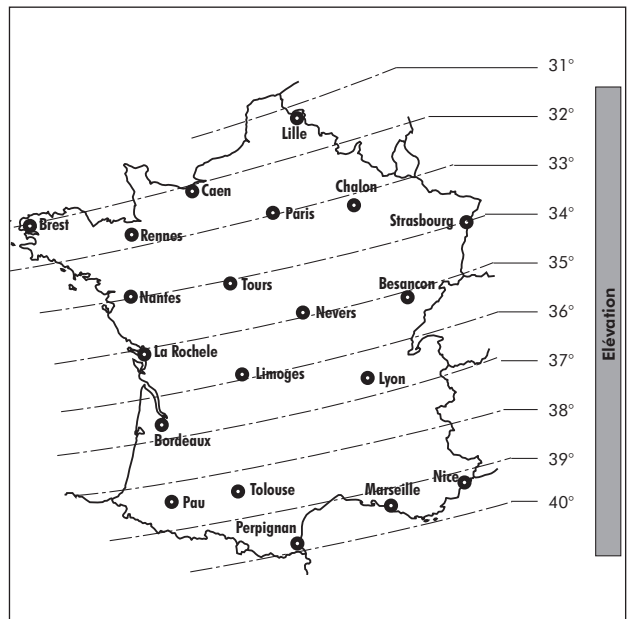 31°
Lille
32°
Caen
33°
Chalon
Paris
34°
Brest
Rennes
Strasbourg
35°
Nantes
Tours
Besancon
Nevers
36°
Elévation
La Rochele
37°
Limoges
Lyon
38°
Bordeaux
39°
Pau
Tolouse
Marseille
Nice
40°
Perpignan